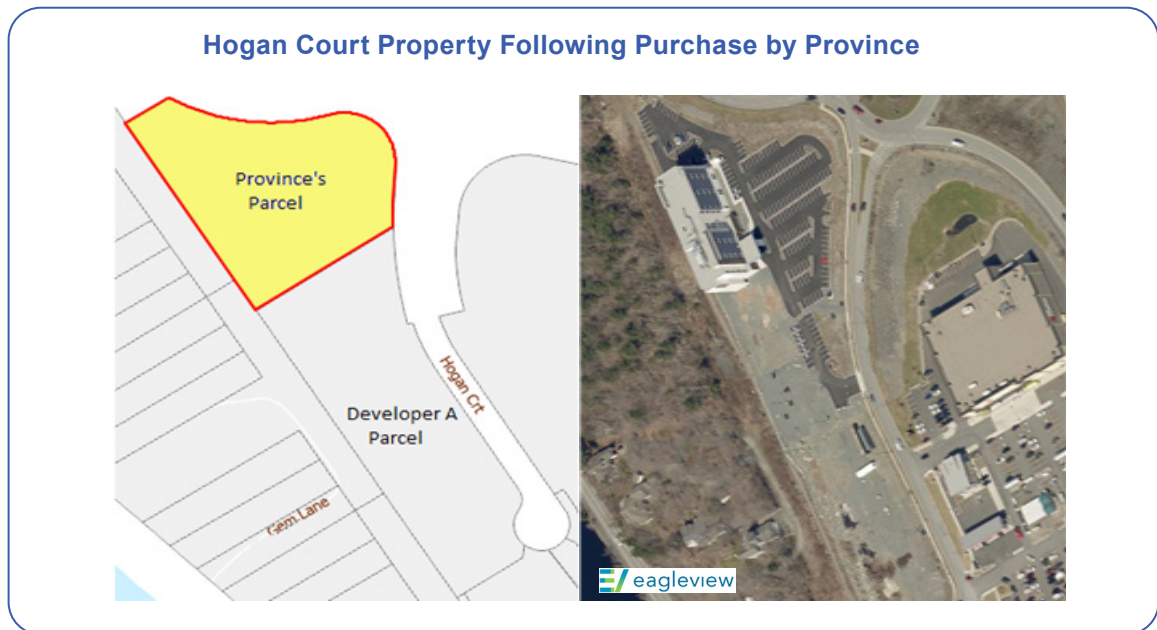 Hogan Court Property Following Purchase by Province
Province's
Parcel
Hogan Crt
Developer A
Parcel
Gem Lane
eagleview